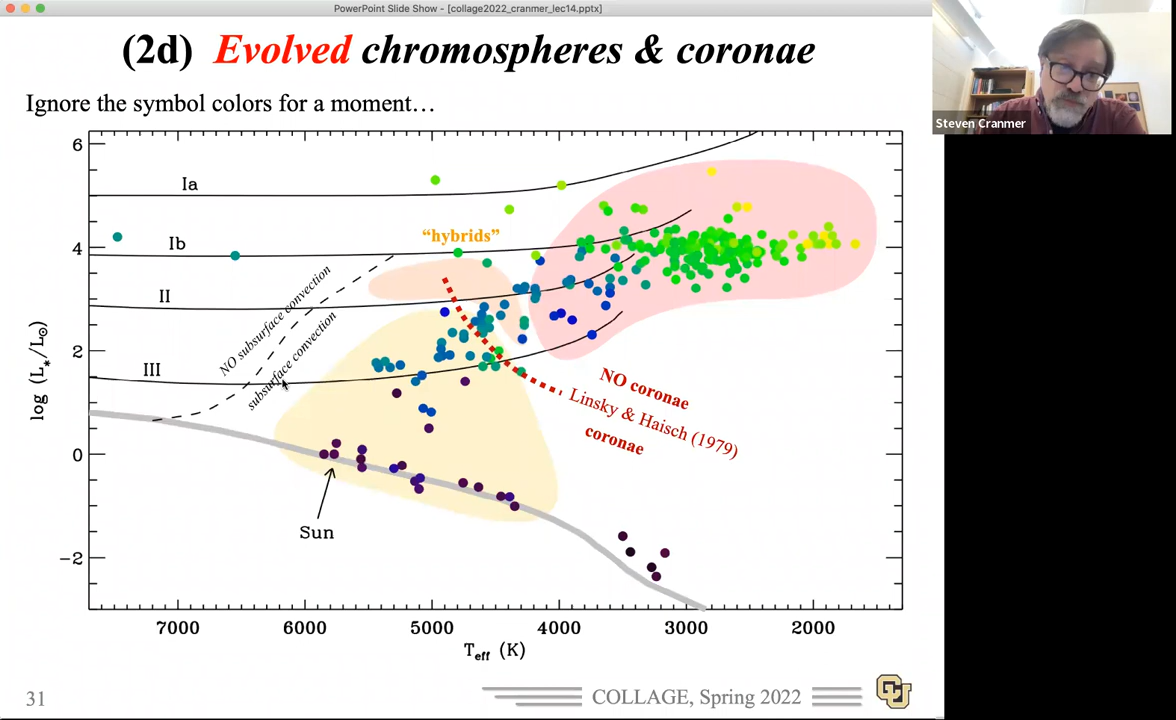 PowerPoint Slide Show - [collage2022_cranmer_lec14.pptx]
(2d) Evolved chromospheres & coronae
Ignore the symbol colors for a moment…
Steven Cranmer
6
4
2
0
−2
log (L*/L☉)
Ia
Ib
II
III
"hybrids"
NO subsurface convection
subsurface convection
NO coronae
Linsky & Haisch (1979)
coronae
Sun
7000 6000 5000 4000 3000 2000
Teff (K)
31
COLLAGE, Spring 2022
CU